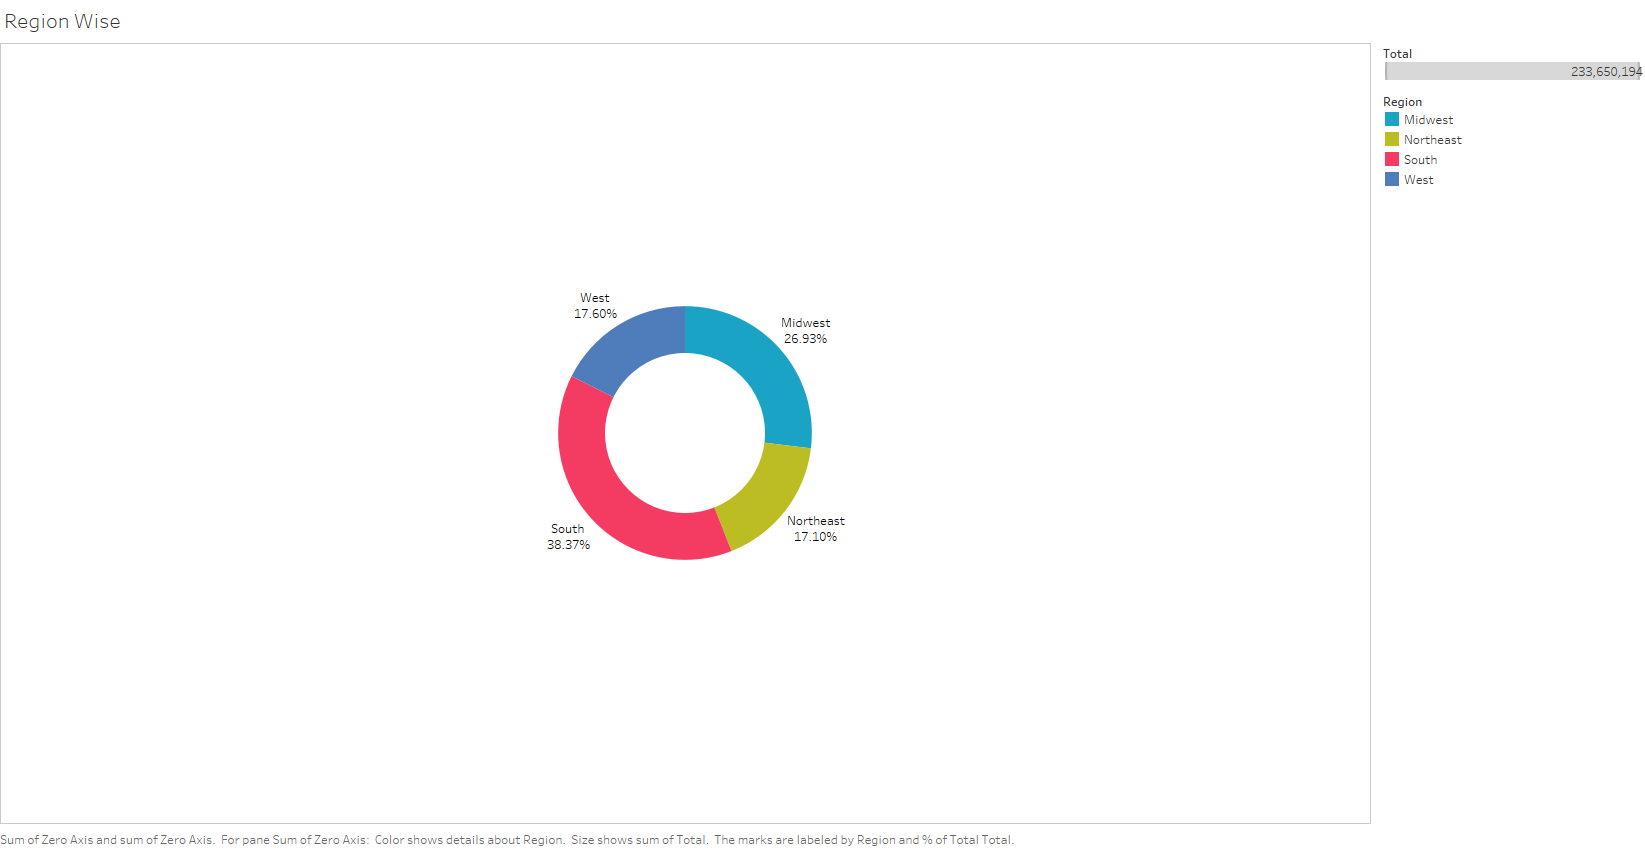 Region Wise
Total
233,650,194
Region
Midwest
Northeast
South
West
West
17.60%
Midwest
26.93%
Northeast
17.10%
South
38.37%
Sum of Zero Axis and sum of Zero Axis.  For pane Sum of Zero Axis:  Color shows details about Region.  Size shows sum of Total.  The marks are labeled by Region and % of Total Total.